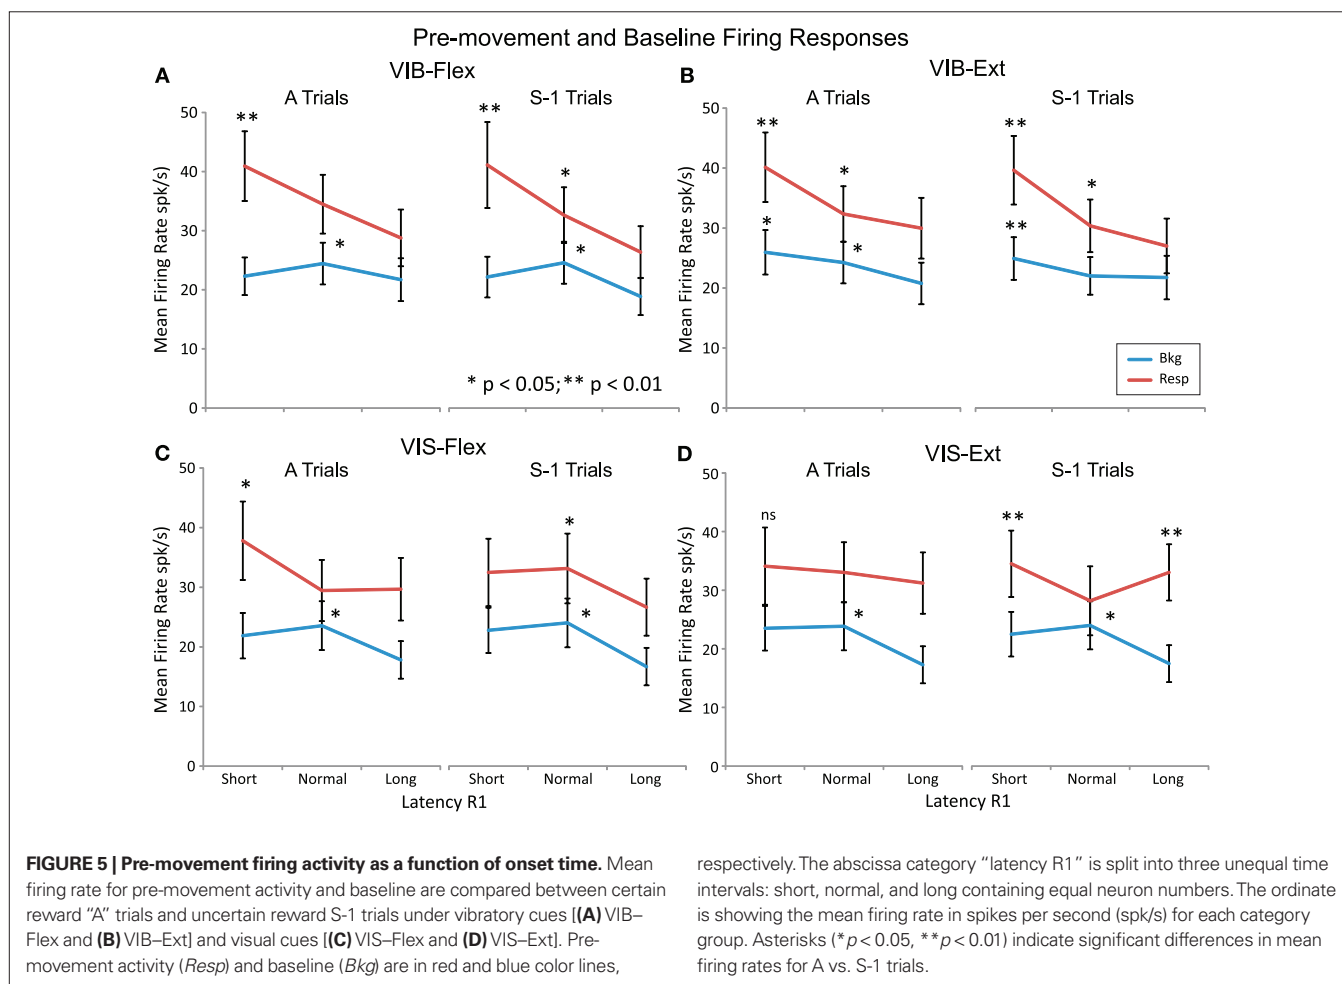 Pre-movement and Baseline Firing Responses
A
VIB-Flex
A Trials
S-1 Trials
Mean Firing Rate spk/s)
50
40
30
20
10
0
**
*
**
*
*
* p < 0.05; ** p < 0.01
B
VIB-Ext
A Trials
S-1 Trials
Mean Firing Rate spk/s)
50
40
30
20
10
0
**
*
*
*
**
*
**
Bkg
Resp
C
VIS-Flex
A Trials
S-1 Trials
Mean Firing Rate spk/s)
50
40
30
20
10
0
*
*
*
*
Short
Normal
Long
Short
Normal
Long
Latency R1
D
VIS-Ext
A Trials
S-1 Trials
Mean Firing Rate spk/s)
50
40
30
20
10
0
ns
*
**
**
*
Short
Normal
Long
Short
Normal
Long
Latency R1
FIGURE 5 | Pre-movement firing activity as a function of onset time. Mean
firing rate for pre-movement activity and baseline are compared between certain
reward “A” trials and uncertain reward S-1 trials under vibratory cues [(A) VIB–
Flex and (B) VIB–Ext] and visual cues [(C) VIS–Flex and (D) VIS–Ext]. Pre-
movement activity (Resp) and baseline (Bkg) are in red and blue color lines,
respectively. The abscissa category “latency R1” is split into three unequal time
intervals: short, normal, and long containing equal neuron numbers. The ordinate
is showing the mean firing rate in spikes per second (spk/s) for each category
group. Asterisks (*p < 0.05, **p < 0.01) indicate significant differences in mean
firing rates for A vs. S-1 trials.